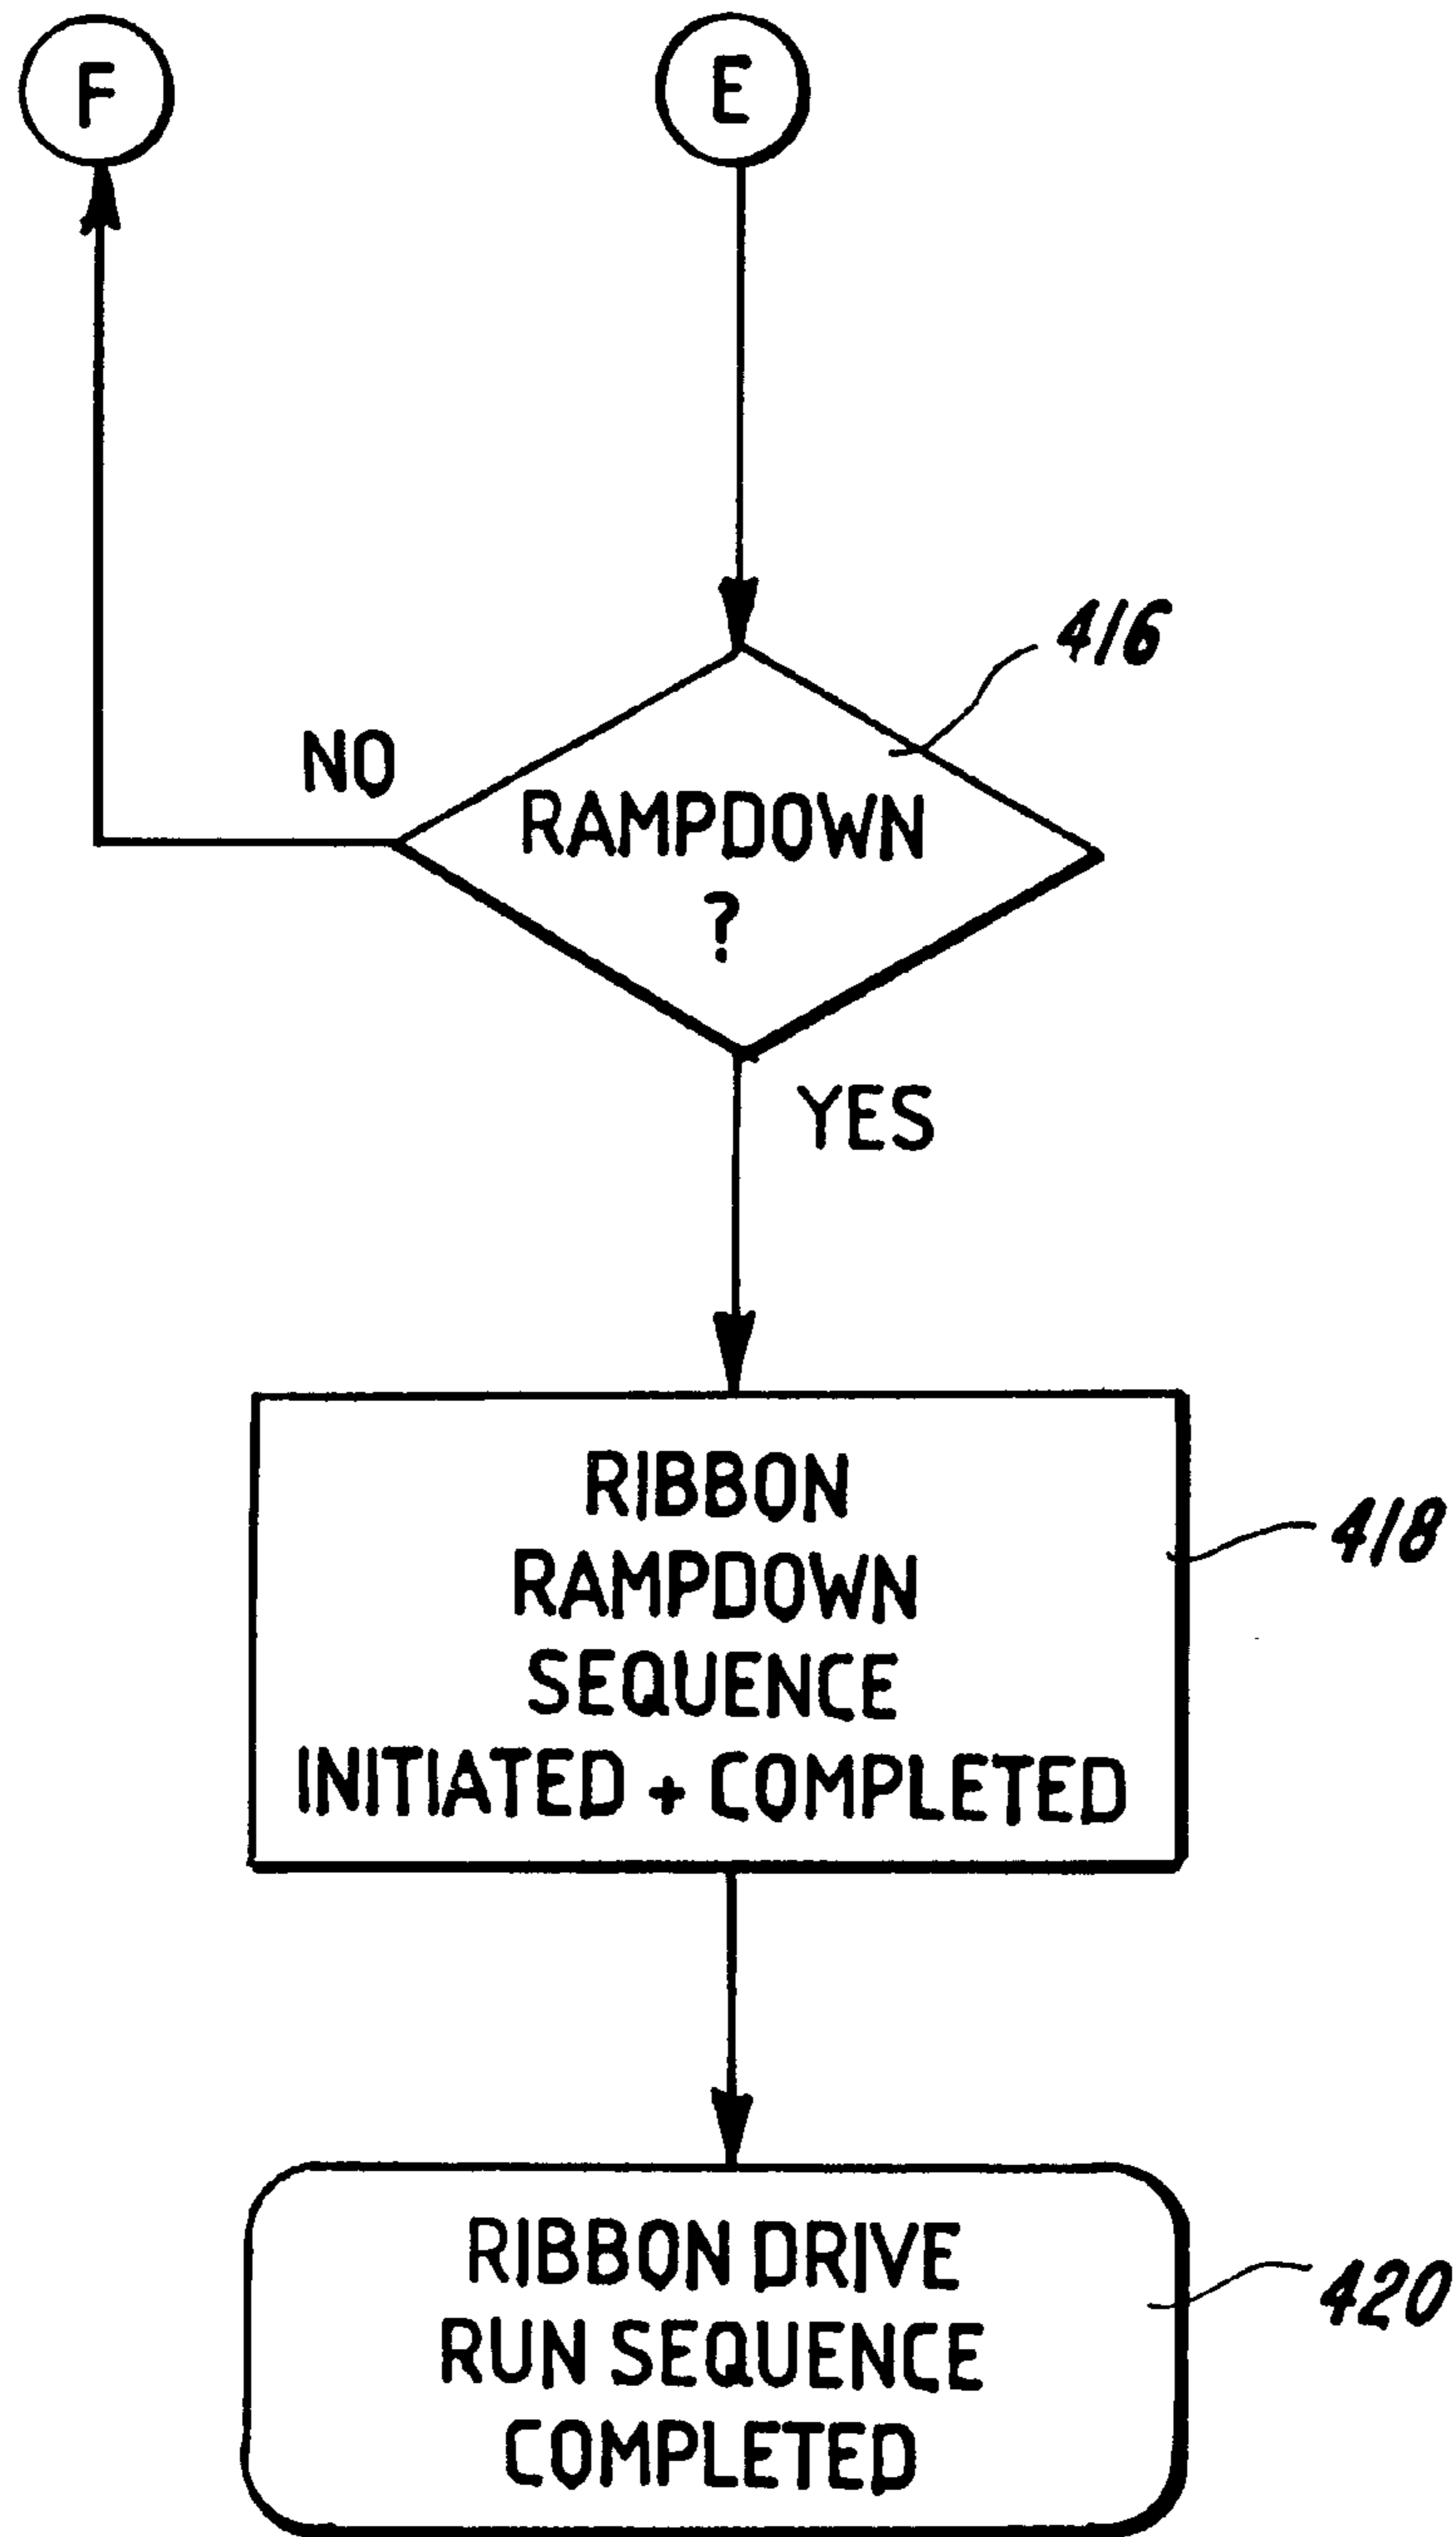 F
E
416
NO
RAMPDOWN
?
YES
RIBBON
RAMPDOWN
SEQUENCE
INITIATED + COMPLETED
418
RIBBON DRIVE
RUN SEQUENCE
COMPLETED
420